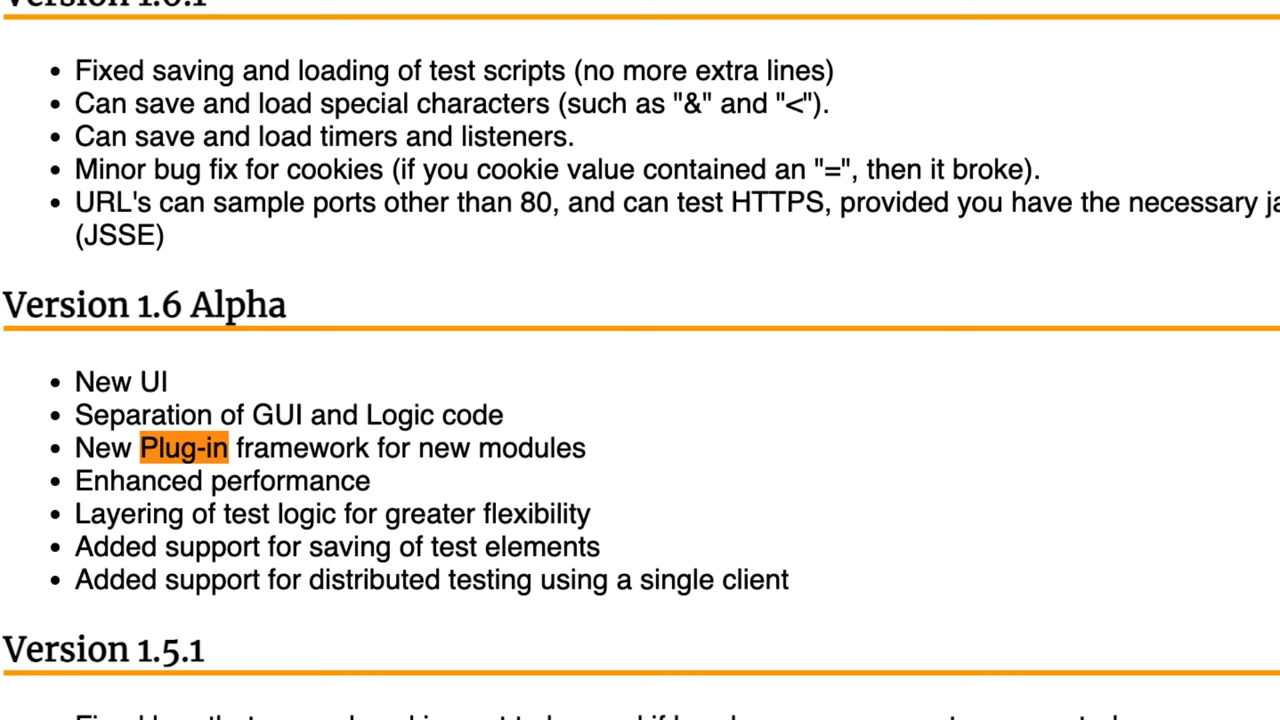 Version 1.6.1
Fixed saving and loading of test scripts (no more extra lines)
Can save and load special characters (such as "&" and "<").
Can save and load timers and listeners.
Minor bug fix for cookies (if you cookie value contained an "=", then it broke).
URL's can sample ports other than 80, and can test HTTPS, provided you have the necessary
(JSSE)
Version 1.6 Alpha
New UI
Separation of GUI and Logic code
New Plug-in framework for new modules
Enhanced performance
Layering of test logic for greater flexibility
Added support for saving of test elements
Added support for distributed testing using a single client
Version 1.5.1